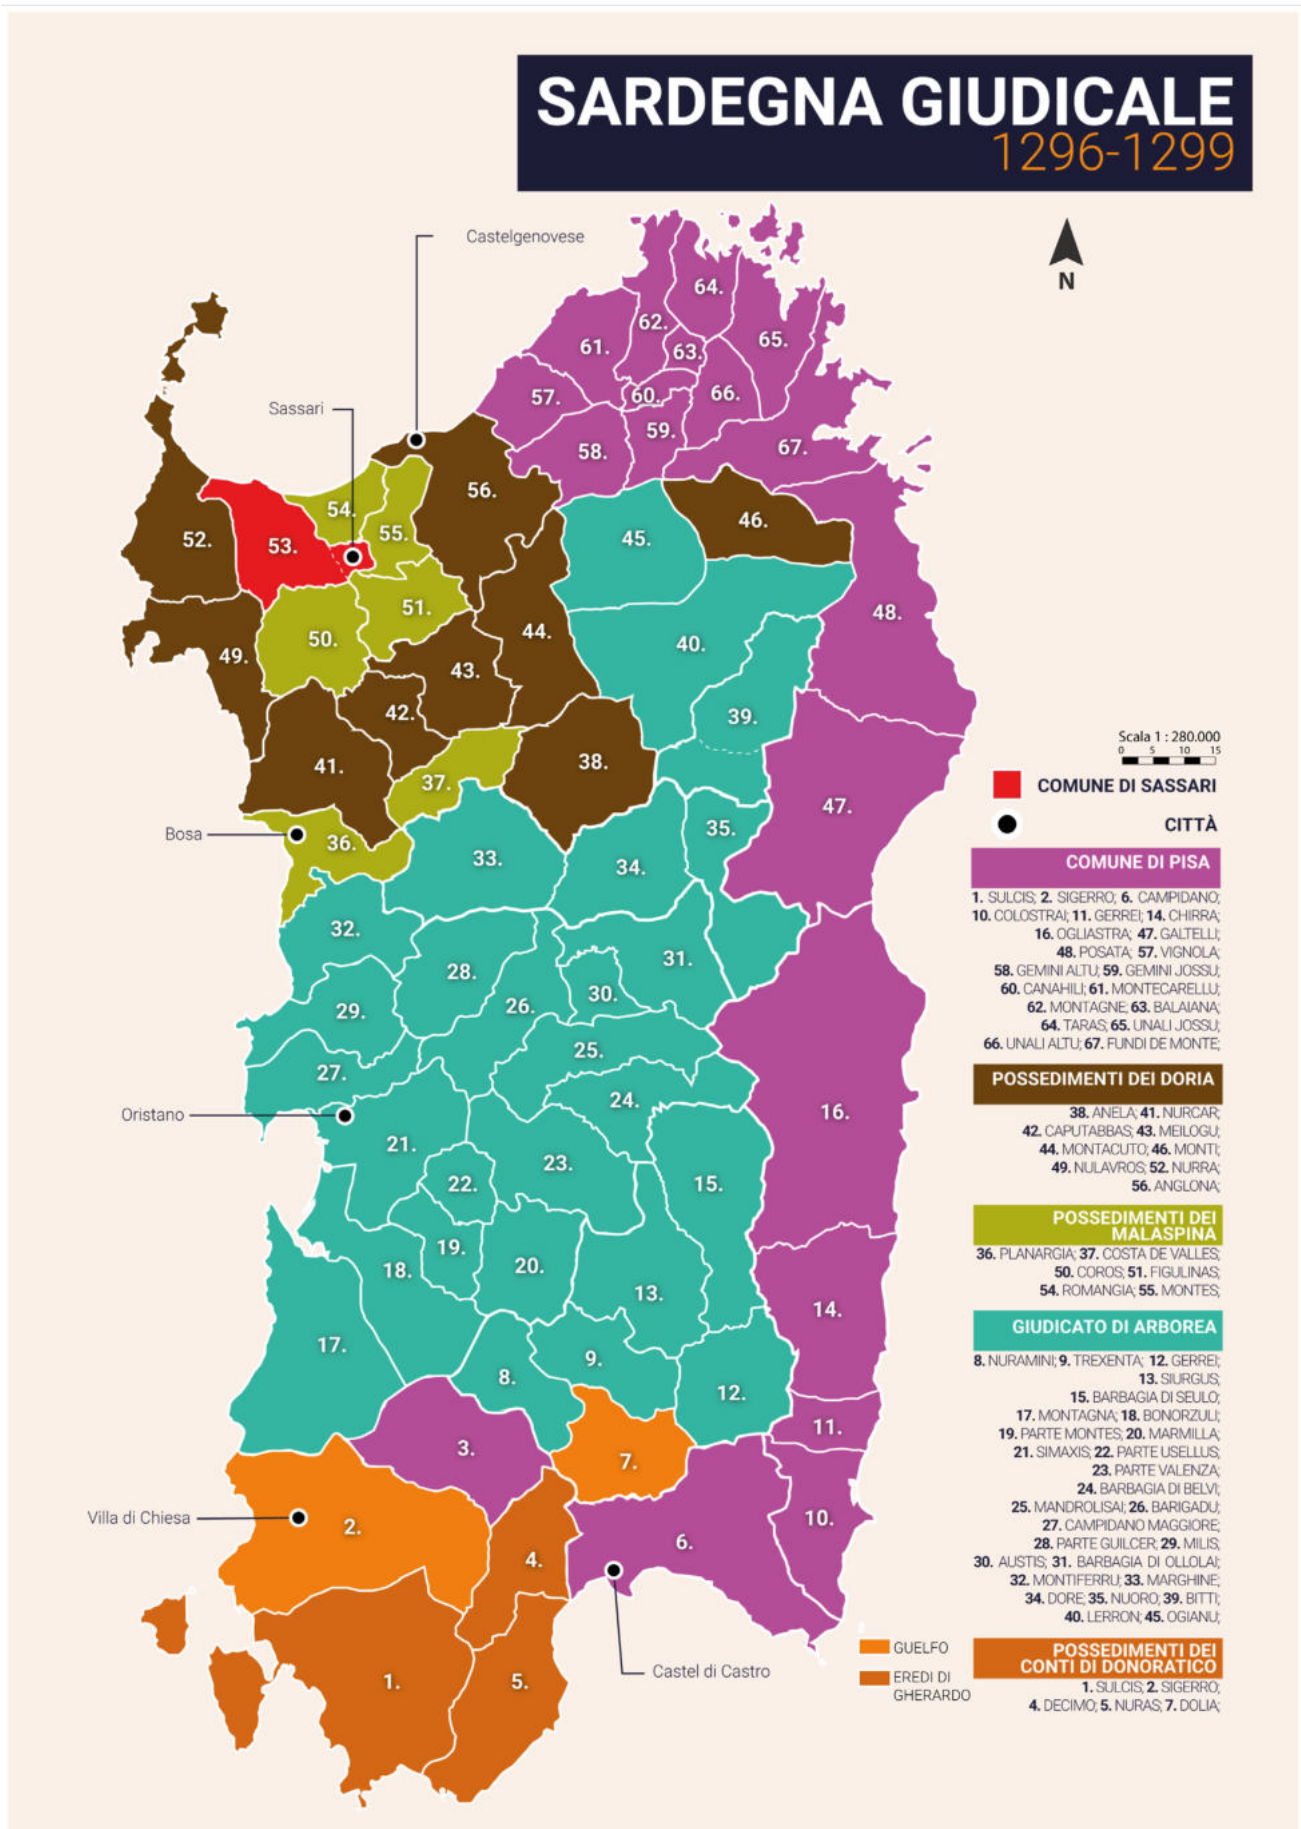 SARDEGNA GIUDICALE
1296-1299
N
Castelgenovese
Sassari
64.
62.
65.
61.
63.
66.
57.
60.
59.
58.
67.
56.
54.
55.
52.
53.
46.
45.
51.
48.
50.
44.
49.
40.
43.
42.
39.
41.
38.
37.
47.
Bosa
36.
35.
33.
34.
32.
31.
28.
30.
29.
26.
25.
27.
24.
Oristano
16.
21.
23.
22.
15.
19.
18.
20.
13.
14.
17.
9.
8.
12.
11.
3.
7.
Villa di Chiesa
2.
10.
6.
4.
Castel di Castro
1.
5.
Scala 1 : 280.000
0 5 10 15
COMUNE DI SASSARI
CITTÀ
COMUNE DI PISA
1. SULCIS; 2. SIGERRO; 6. CAMPIDANO;
10. COLOSTRAI; 11. GERREI; 14. CHIRRA;
16. OGLIASTRA; 47. GALTELLI;
48. POSATA; 57. VIGNOLA;
58. GEMINI ALTU; 59. GEMINI JOSSU;
60. CANAHILI; 61. MONTECARELLU;
62. MONTAGNE; 63. BALAIANA;
64. TARAS; 65. UNALI JOSSU;
66. UNALI ALTU; 67. FUNDI DE MONTE;
POSSEDIMENTI DEI DORIA
38. ANELA; 41. NURCAR;
42. CAPUTABBAS; 43. MEILOGU;
44. MONTACUTO; 46. MONTI;
49. NULAVROS; 52. NURRA;
56. ANGLONA;
POSSEDIMENTI DEI
MALASPINA
36. PLANARGIA; 37. COSTA DE VALLES;
50. COROS; 51. FIGULINAS;
54. ROMANGIA; 55. MONTES;
GIUDICATO DI ARBOREA
8. NURAMINI; 9. TREXENTA; 12. GERREI;
13. SIURGUS;
15. BARBAGIA DI SEULO;
17. MONTAGNA; 18. BONORZULI;
19. PARTE MONTES; 20. MARMILLA;
21. SIMAXIS; 22. PARTE USELLUS;
23. PARTE VALENZA;
24. BARBAGIA DI BELVI;
25. MANDROLISAI; 26. BARIGADU;
27. CAMPIDANO MAGGIORE;
28. PARTE GUILCER; 29. MILIS;
30. AUSTIS; 31. BARBAGIA DI OLLOLAI;
32. MONTIFERRU; 33. MARGHINE;
34. DORE; 35. NUORO; 39. BITTI;
40. LERRON; 45. OGIANU;
GUELFO
EREDI DI
GHERARDO
POSSEDIMENTI DEI
CONTI DI DONORATICO
1. SULCIS; 2. SIGERRO;
4. DECIMO; 5. NURAS; 7. DOLIA;